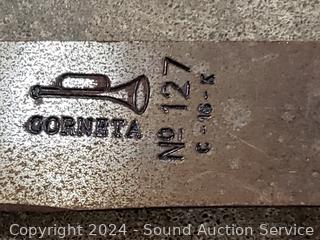 CORNETA
No 127
C-16-K
Copyright 2024 - Sound Auction Service